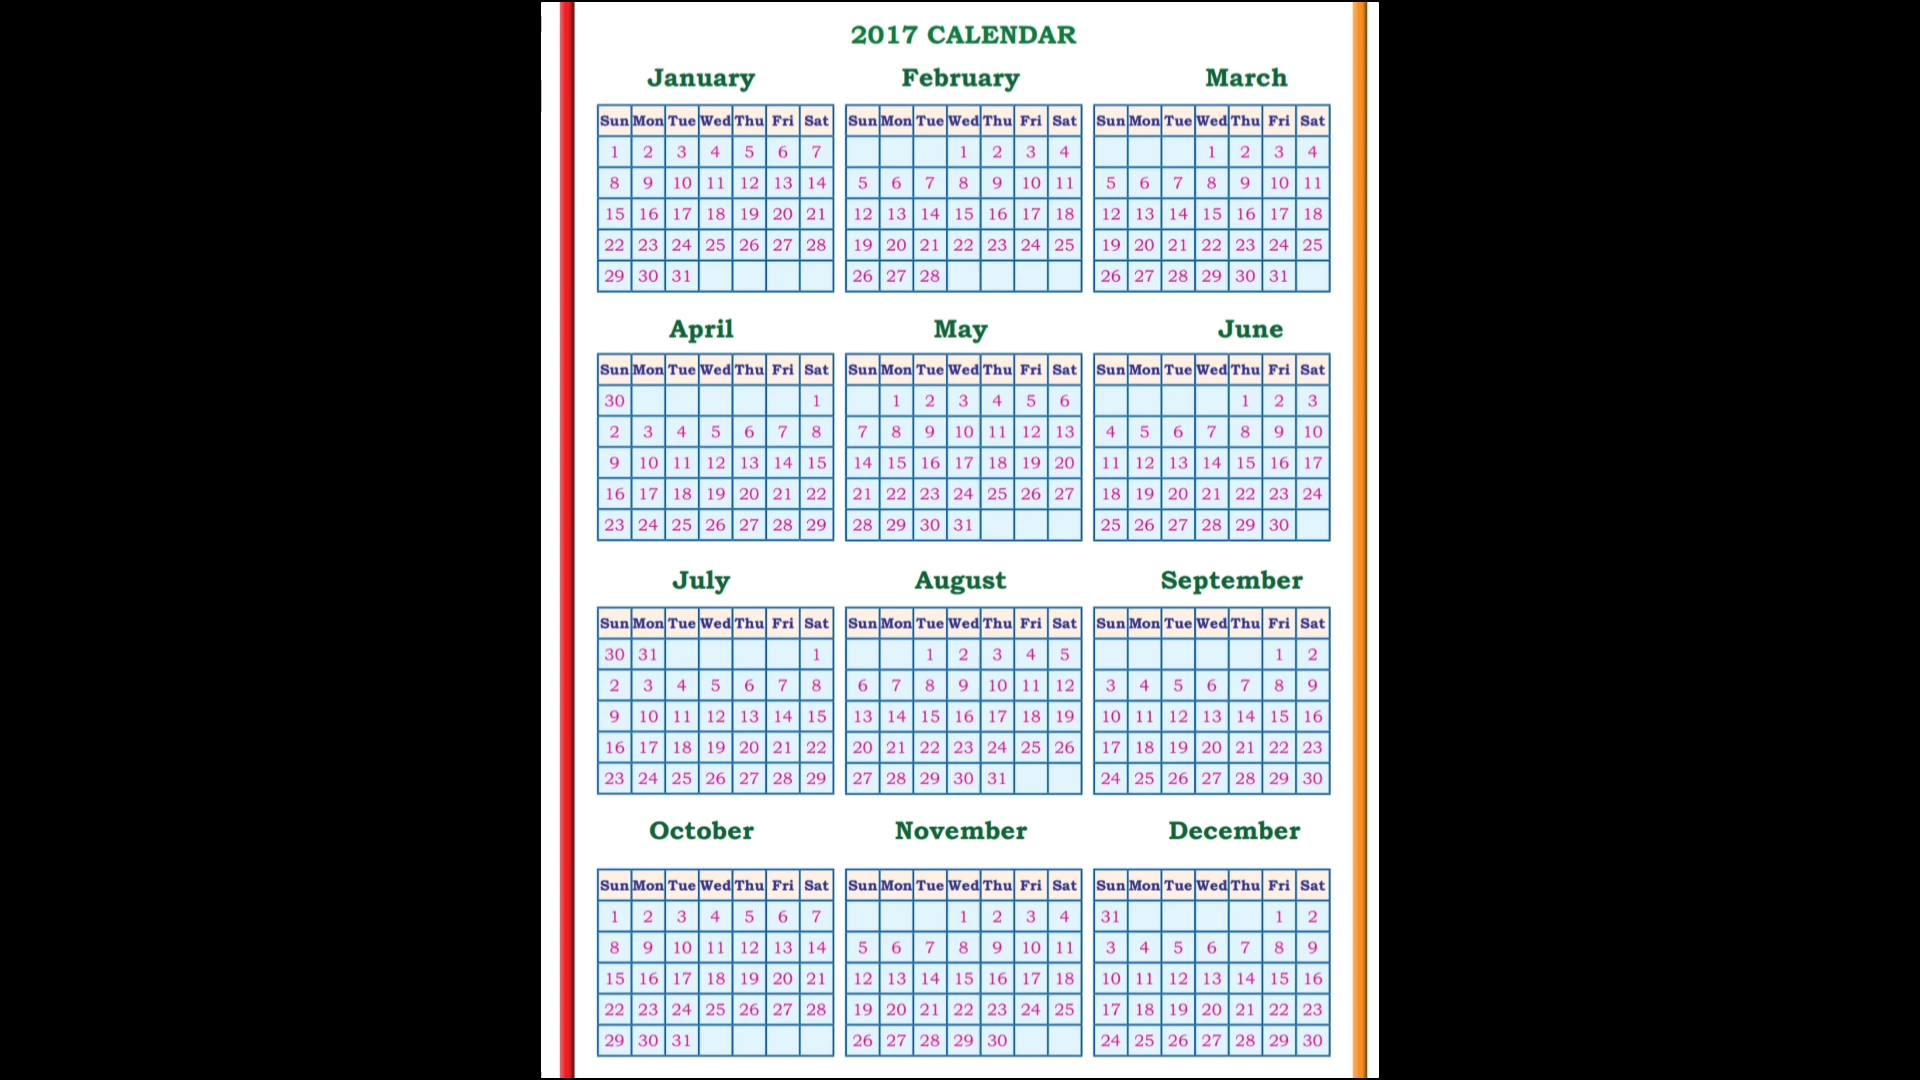 2017 CALENDAR
January February March
Sun Mon Tue Wed Thu Fri Sat Sun Mon Tue Wed Thu Fri Sat Sun Mon Tue Wed Thu Fri Sat
1 2 3 4 5 6 7 1 2 3 4 1 2 3 4
8 9 10 11 12 13 14 5 6 7 8 9 10 11 5 6 7 8 9 10 11
15 16 17 18 19 20 21 12 13 14 15 16 17 18 12 13 14 15 16 17 18
22 23 24 25 26 27 28 19 20 21 22 23 24 25 19 20 21 22 23 24 25
29 30 31 26 27 28 26 27 28 29 30 31
April May June
Sun Mon Tue Wed Thu Fri Sat Sun Mon Tue Wed Thu Fri Sat Sun Mon Tue Wed Thu Fri Sat
30 1 1 2 3 4 5 6 1 2 3
2 3 4 5 6 7 8 7 8 9 10 11 12 13 4 5 6 7 8 9 10
9 10 11 12 13 14 15 14 15 16 17 18 19 20 11 12 13 14 15 16 17
16 17 18 19 20 21 22 21 22 23 24 25 26 27 18 19 20 21 22 23 24
23 24 25 26 27 28 29 28 29 30 31 25 26 27 28 29 30
July August September
Sun Mon Tue Wed Thu Fri Sat Sun Mon Tue Wed Thu Fri Sat Sun Mon Tue Wed Thu Fri Sat
30 31 1 1 2 3 4 5 1 2
2 3 4 5 6 7 8 6 7 8 9 10 11 12 3 4 5 6 7 8 9
9 10 11 12 13 14 15 13 14 15 16 17 18 19 10 11 12 13 14 15 16
16 17 18 19 20 21 22 20 21 22 23 24 25 26 17 18 19 20 21 22 23
23 24 25 26 27 28 29 27 28 29 30 31 24 25 26 27 28 29 30
October November December
Sun Mon Tue Wed Thu Fri Sat Sun Mon Tue Wed Thu Fri Sat Sun Mon Tue Wed Thu Fri Sat
1 2 3 4 5 6 7 1 2 3 4 31 1 2
8 9 10 11 12 13 14 5 6 7 8 9 10 11 3 4 5 6 7 8 9
15 16 17 18 19 20 21 12 13 14 15 16 17 18 10 11 12 13 14 15 16
22 23 24 25 26 27 28 19 20 21 22 23 24 25 17 18 19 20 21 22 23
29 30 31 26 27 28 29 30 24 25 26 27 28 29 30